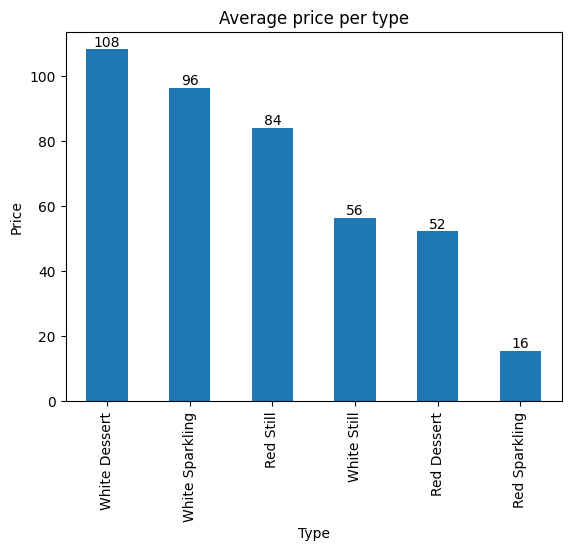 Average price per type
108
96
84
56
52
16
100
80
60
40
20
0
Price
White Dessert
White Sparkling
Red Still
White Still
Red Dessert
Red Sparkling
Type